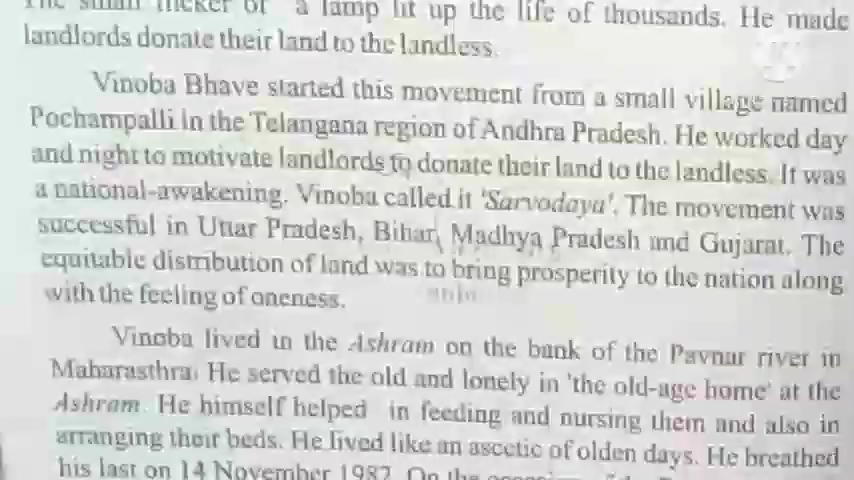 The small flicker of a lamp lit up the life of thousands. He made
landlords donate their land to the landless.
Vinoba Bhave started this movement from a small village named
Pochampalli in the Telangana region of Andhra Pradesh. He worked day
and night to motivate landlords to donate their land to the landless. It was
a national-awakening. Vinoba called it 'Sarvodaya'. The movement was
successful in Uttar Pradesh, Bihar, Madhya Pradesh and Gujarat. The
equitable distribution of land was to bring prosperity to the nation along
with the feeling of oneness.
Vinoba lived in the Ashram on the bank of the Pavnar river in
Maharasthra. He served the old and lonely in 'the old-age home' at the
Ashram. He himself helped in feeding and nursing them and also in
arranging their beds. He lived like an ascetic of olden days. He breathed
his last on 14 November 1982. On the